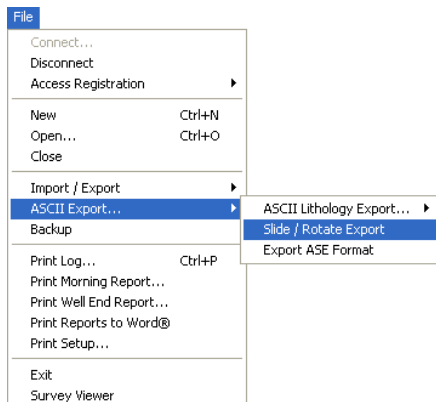 File
Connect...
Disconnect
Access Registration
New Ctrl+N
Open... Ctrl+O
Close
Import / Export
ASCII Export...
Backup
Print Log... Ctrl+P
Print Morning Report...
Print Well End Report...
Print Reports to Word®
Print Setup...
Exit
Survey Viewer
ASCII Lithology Export...
Slide / Rotate Export
Export ASE Format